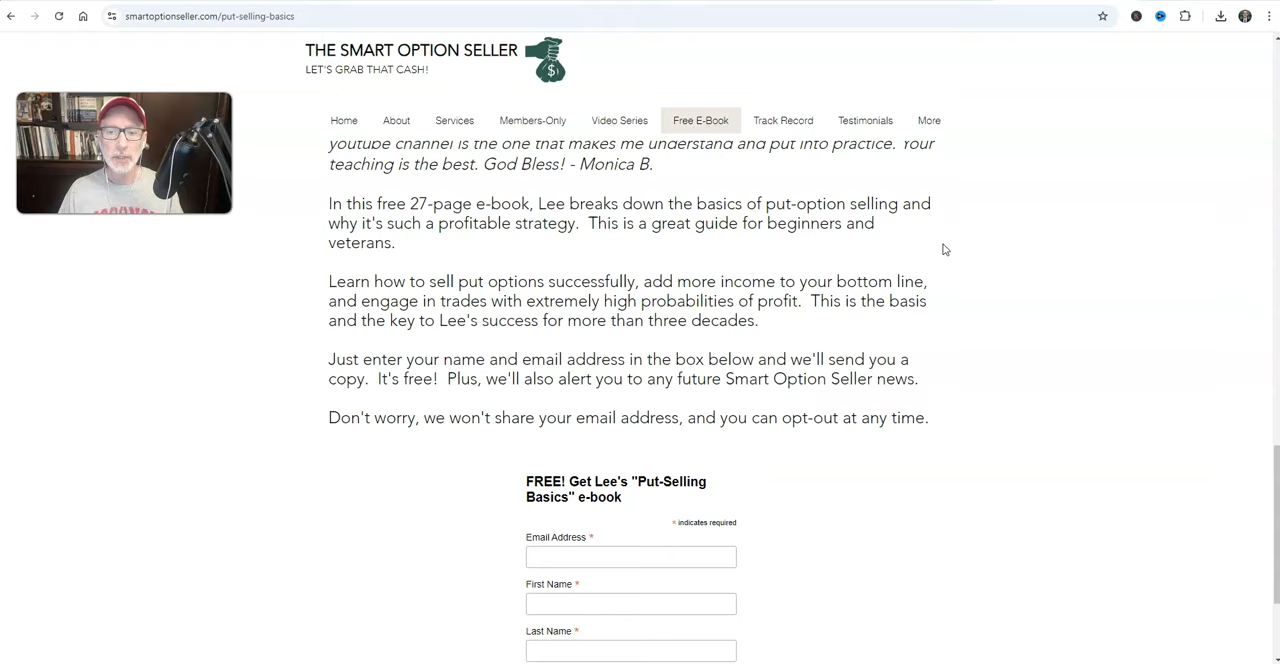 smartoptionseller.com/put-selling-basics
THE SMART OPTION SELLER
LET'S GRAB THAT CASH!
$
Home About Services Members-Only Video Series Free E-Book Track Record Testimonials More
youtube channel is the one that makes me understand and put into practice. Your
teaching is the best. God Bless! - Monica B.
In this free 27-page e-book, Lee breaks down the basics of put-option selling and
why it's such a profitable strategy. This is a great guide for beginners and
veterans.
Learn how to sell put options successfully, add more income to your bottom line,
and engage in trades with extremely high probabilities of profit. This is the basis
and the key to Lee's success for more than three decades.
Just enter your name and email address in the box below and we'll send you a
copy. It's free! Plus, we'll also alert you to any future Smart Option Seller news.
Don't worry, we won't share your email address, and you can opt-out at any time.
FREE! Get Lee's "Put-Selling
Basics" e-book
* indicates required
Email Address *
First Name *
Last Name *